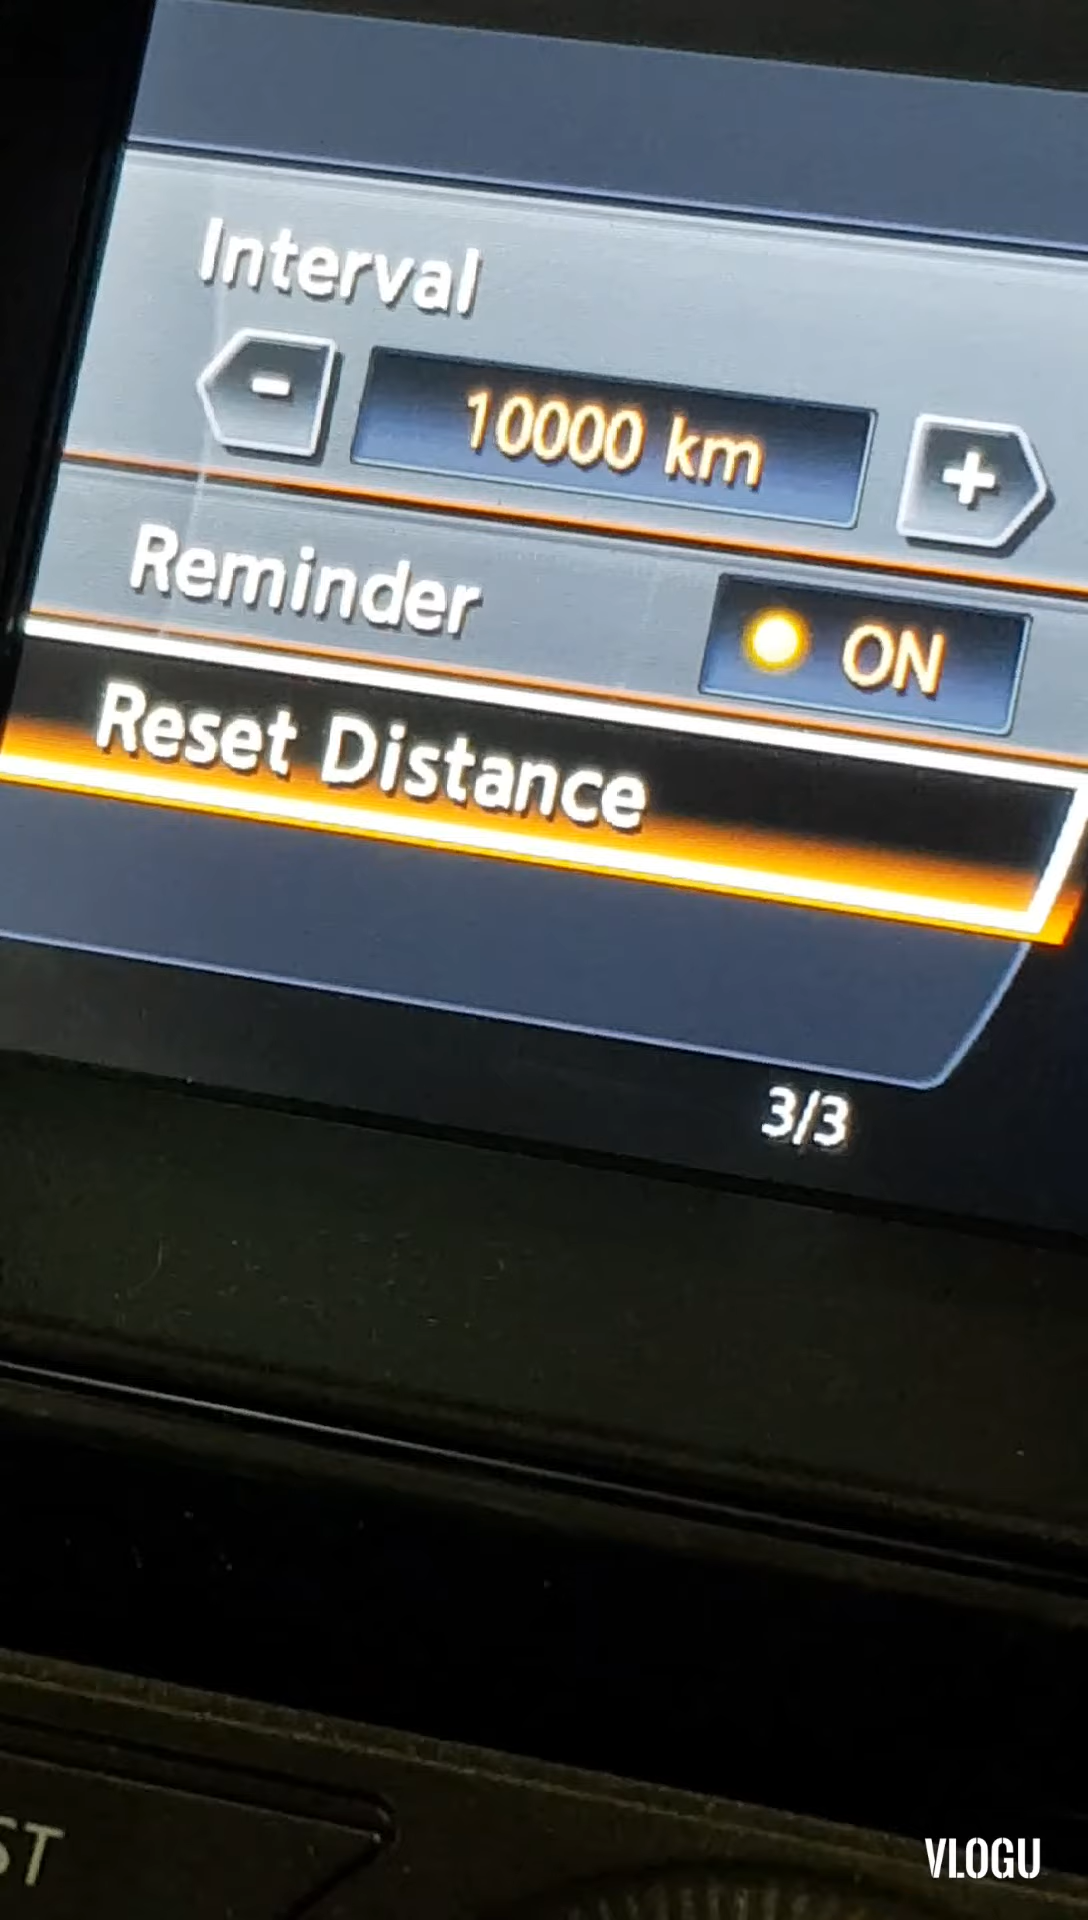 Interval
-
10000 km
+
Reminder
ON
Reset Distance
3/3
ST
VLOGU